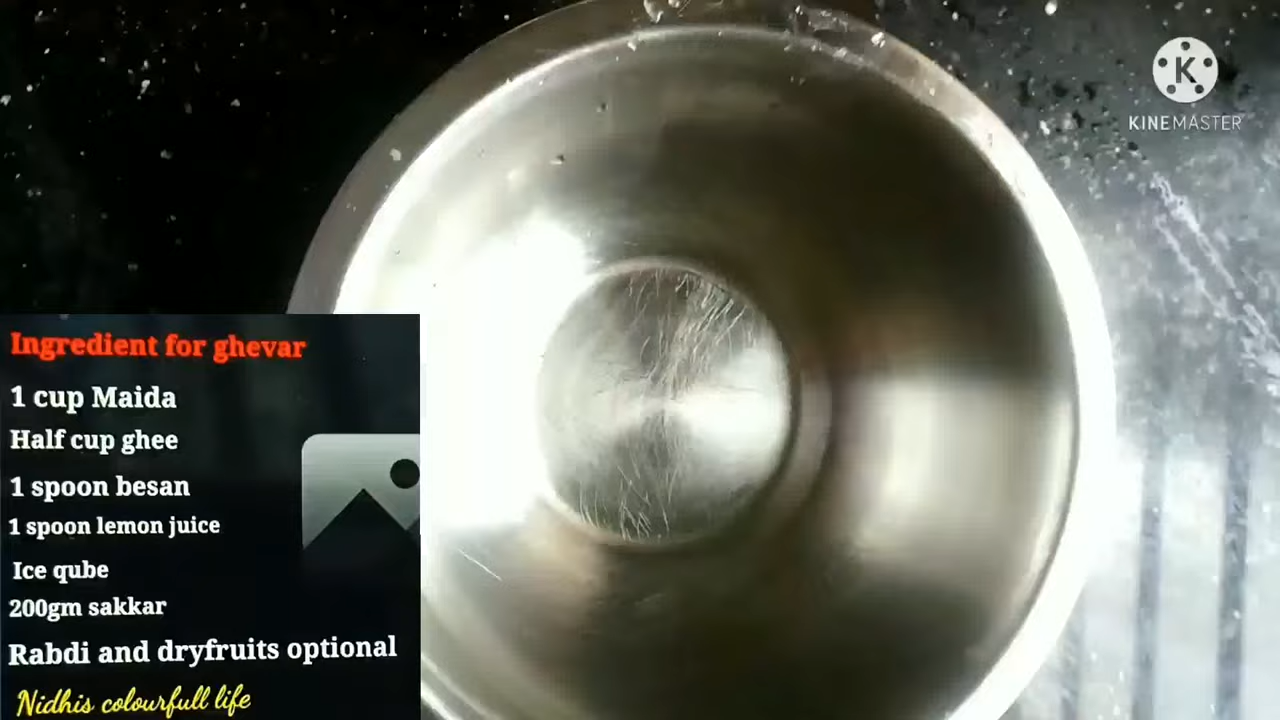 KINEMASTER
Ingredient for ghevar
1 cup Maida
Half cup ghee
1 spoon besan
1 spoon lemon juice
Ice qube
200gm sakkar
Rabdi and dryfruits optional
Nidhis colourfull life